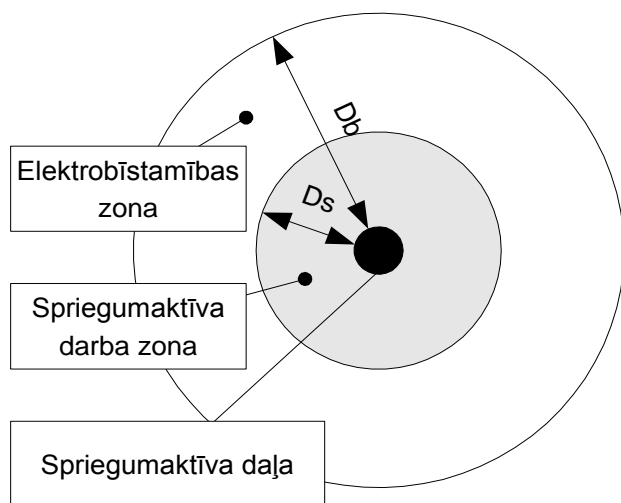 Db
Elektrobīstamības
zona
Ds
Spriegumaktīva
darba zona
Spriegumaktīva daļa